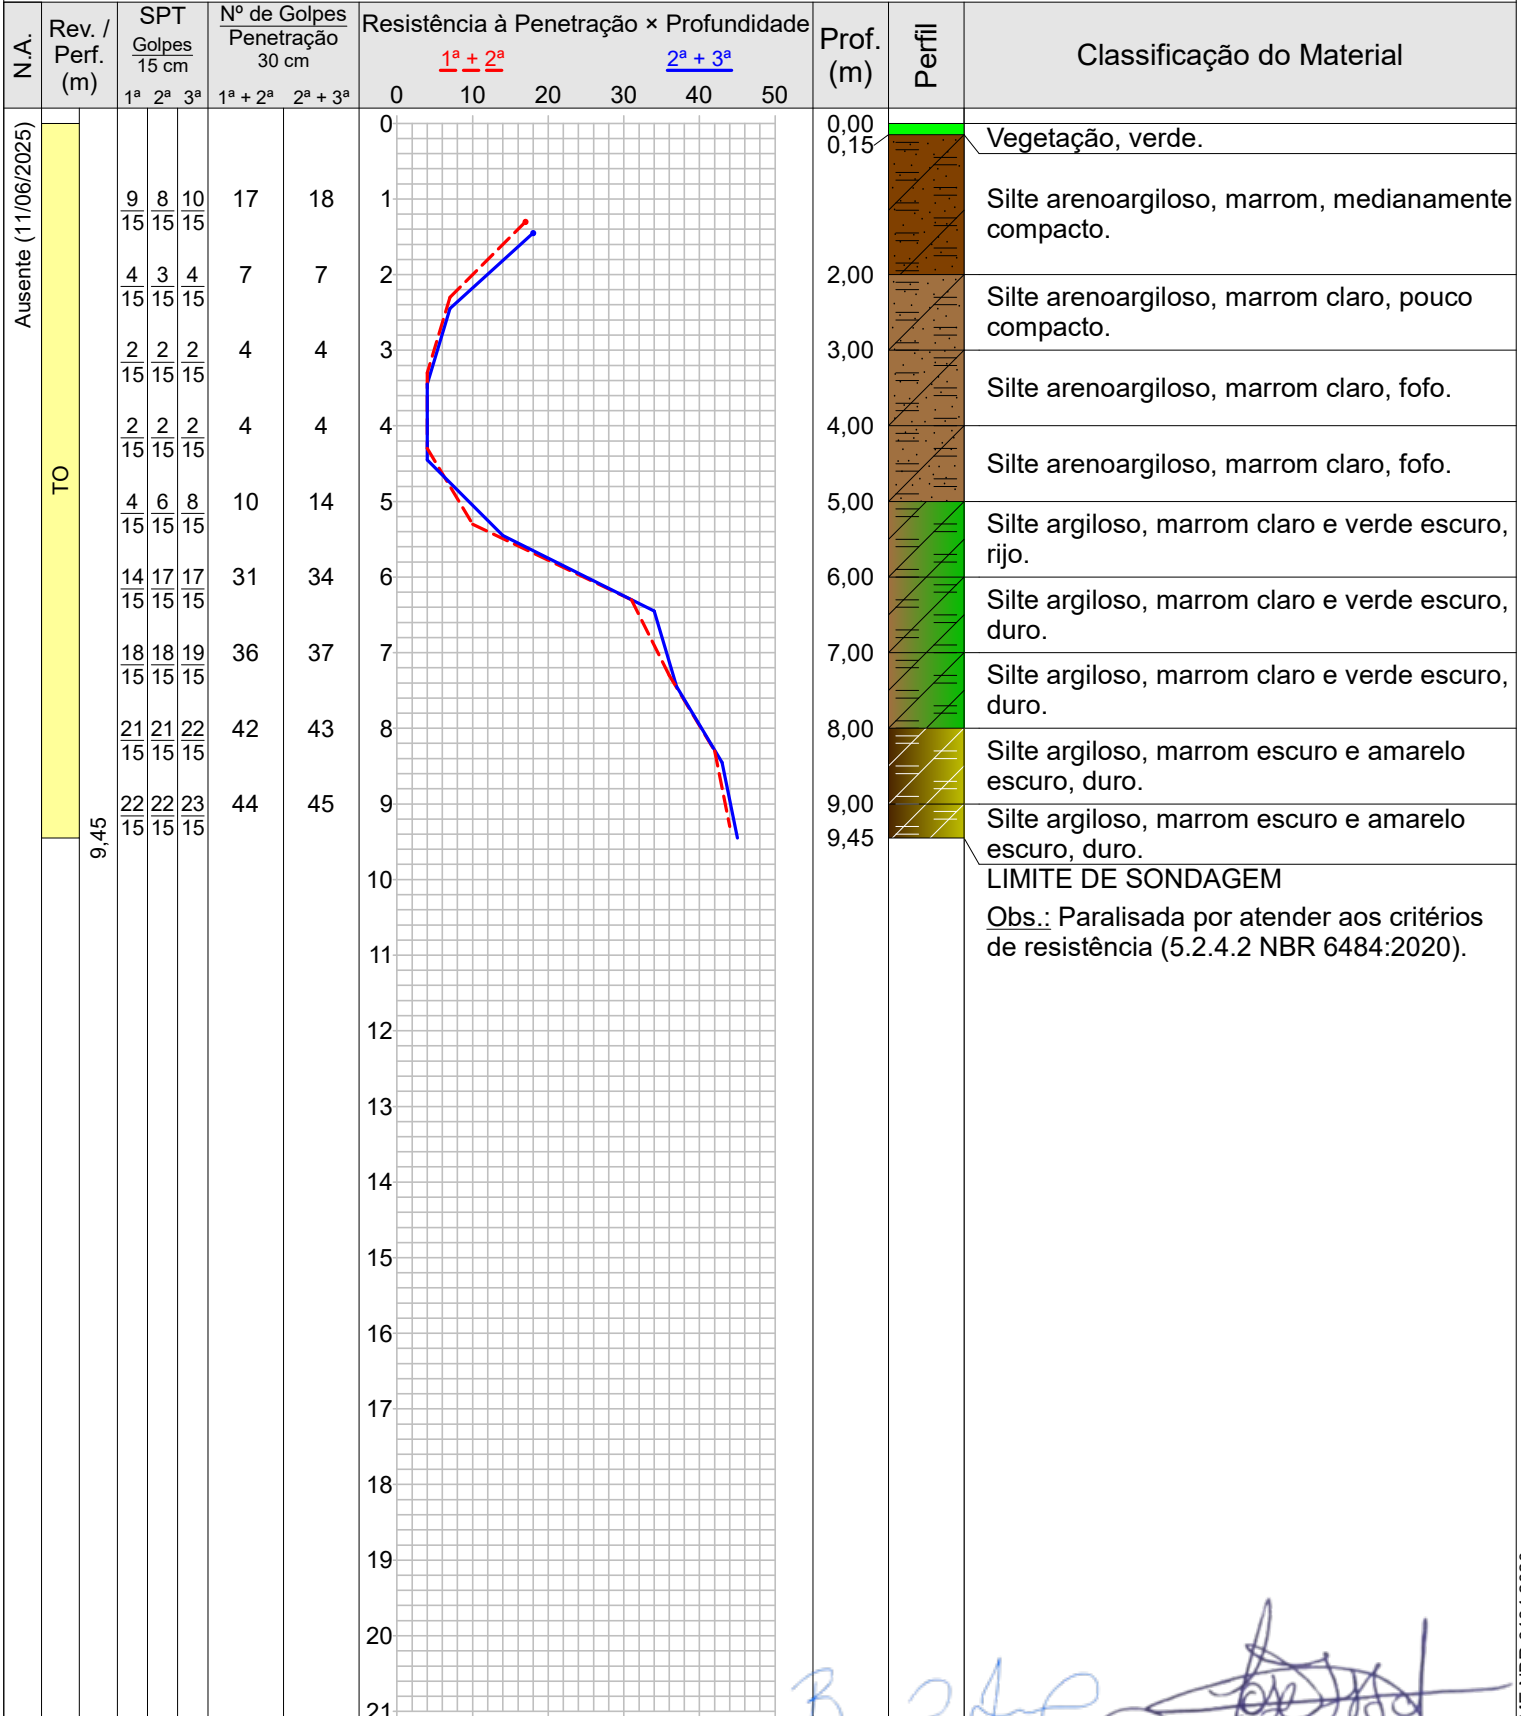 N.A.
Rev. /
Perf.
(m)
SPT
Golpes
15 cm
1ª 2ª 3ª
Nº de Golpes
Penetração
30 cm
1ª + 2ª 2ª + 3ª
Resistência à Penetração × Profundidade
1ª + 2ª 2ª + 3ª
0 10 20 30 40 50
Prof.
(m)
Perfil
Classificação do Material
Ausente (11/06/2025)
TO
9,45
9 8 10 17 18
15 15 15
4 3 4 7 7
15 15 15
2 2 2 4 4
15 15 15
2 2 2 4 4
15 15 15
4 6 8 10 14
15 15 15
14 17 17 31 34
15 15 15
18 18 19 36 37
15 15 15
21 21 22 42 43
15 15 15
22 22 23 44 45
15 15 15
0
1
2
3
4
5
6
7
8
9
10
11
12
13
14
15
16
17
18
19
20
21
0,00
0,15
2,00
3,00
4,00
5,00
6,00
7,00
8,00
9,00
9,45
Vegetação, verde.
Silte arenoargiloso, marrom, medianamente
compacto.
Silte arenoargiloso, marrom claro, pouco
compacto.
Silte arenoargiloso, marrom claro, fofo.
Silte arenoargiloso, marrom claro, fofo.
Silte argiloso, marrom claro e verde escuro,
rijo.
Silte argiloso, marrom claro e verde escuro,
duro.
Silte argiloso, marrom claro e verde escuro,
duro.
Silte argiloso, marrom escuro e amarelo
escuro, duro.
Silte argiloso, marrom escuro e amarelo
escuro, duro.
LIMITE DE SONDAGEM
Obs.: Paralisada por atender aos critérios
de resistência (5.2.4.2 NBR 6484:2020).